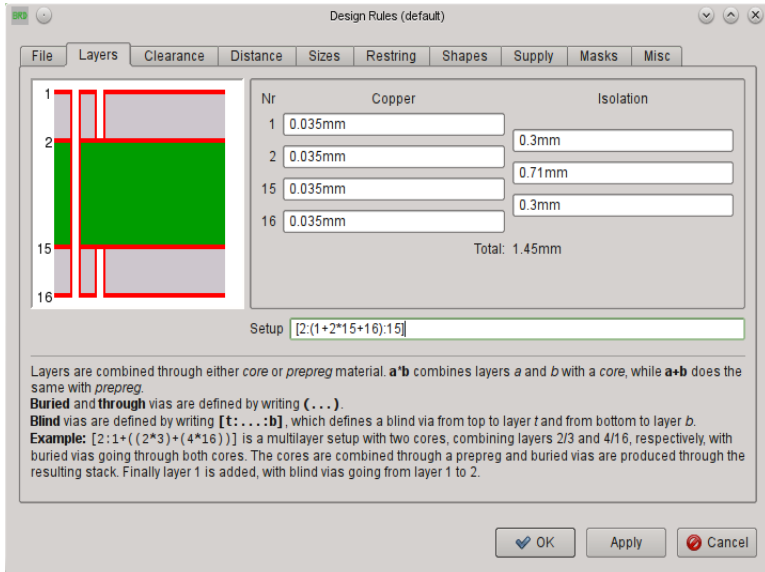 BRD
Design Rules (default)
File Layers Clearance Distance Sizes Restring Shapes Supply Masks Misc
1
2
15
16
Nr Copper Isolation
1 0.035mm
0.3mm
2 0.035mm
0.71mm
15 0.035mm
0.3mm
16 0.035mm
Total: 1.45mm
Setup [2:(1+2*15+16):15]
Layers are combined through either core or prepreg material. a*b combines layers a and b with a core, while a+b does the
same with prepreg.
Buried and through vias are defined by writing (...).
Blind vias are defined by writing [t:...:b], which defines a blind via from top to layer t and from bottom to layer b.
Example: [2:1+((2*3)+(4*16))] is a multilayer setup with two cores, combining layers 2/3 and 4/16, respectively, with
buried vias going through both cores. The cores are combined through a prepreg and buried vias are produced through the
resulting stack. Finally layer 1 is added, with blind vias going from layer 1 to 2.
OK Apply Cancel